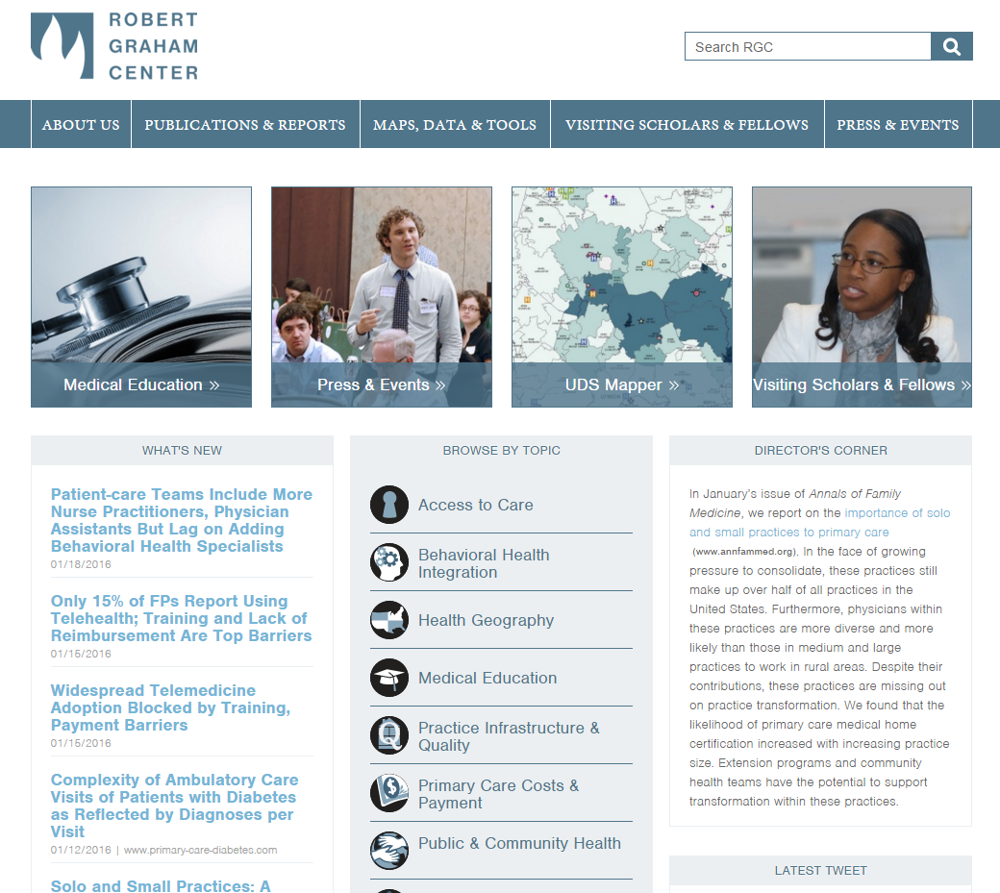 ROBERT
GRAHAM
CENTER
Search RGC
ABOUT US
PUBLICATIONS & REPORTS
MAPS, DATA & TOOLS
VISITING SCHOLARS & FELLOWS
PRESS & EVENTS
Medical Education »
Press & Events »
UDS Mapper »
Visiting Scholars & Fellows »
WHAT'S NEW
Patient-care Teams Include More
Nurse Practitioners, Physician
Assistants But Lag on Adding
Behavioral Health Specialists
01/18/2016
Only 15% of FPs Report Using
Telehealth; Training and Lack of
Reimbursement Are Top Barriers
01/15/2016
Widespread Telemedicine
Adoption Blocked by Training,
Payment Barriers
01/15/2016
Complexity of Ambulatory Care
Visits of Patients with Diabetes
as Reflected by Diagnoses per
Visit
01/12/2016 | www.primary-care-diabetes.com
Solo and Small Practices: A
BROWSE BY TOPIC
Access to Care
Behavioral Health
Integration
Health Geography
Medical Education
Practice Infrastructure &
Quality
Primary Care Costs &
Payment
Public & Community Health
DIRECTOR'S CORNER
In January's issue of Annals of Family
Medicine, we report on the importance of solo
and small practices to primary care
(www.annfammed.org). In the face of growing
pressure to consolidate, these practices still
make up over half of all practices in the
United States. Furthermore, physicians within
these practices are more diverse and more
likely than those in medium and large
practices to work in rural areas. Despite their
contributions, these practices are missing out
on practice transformation. We found that the
likelihood of primary care medical home
certification increased with increasing practice
size. Extension programs and community
health teams have the potential to support
transformation within these practices.
LATEST TWEET